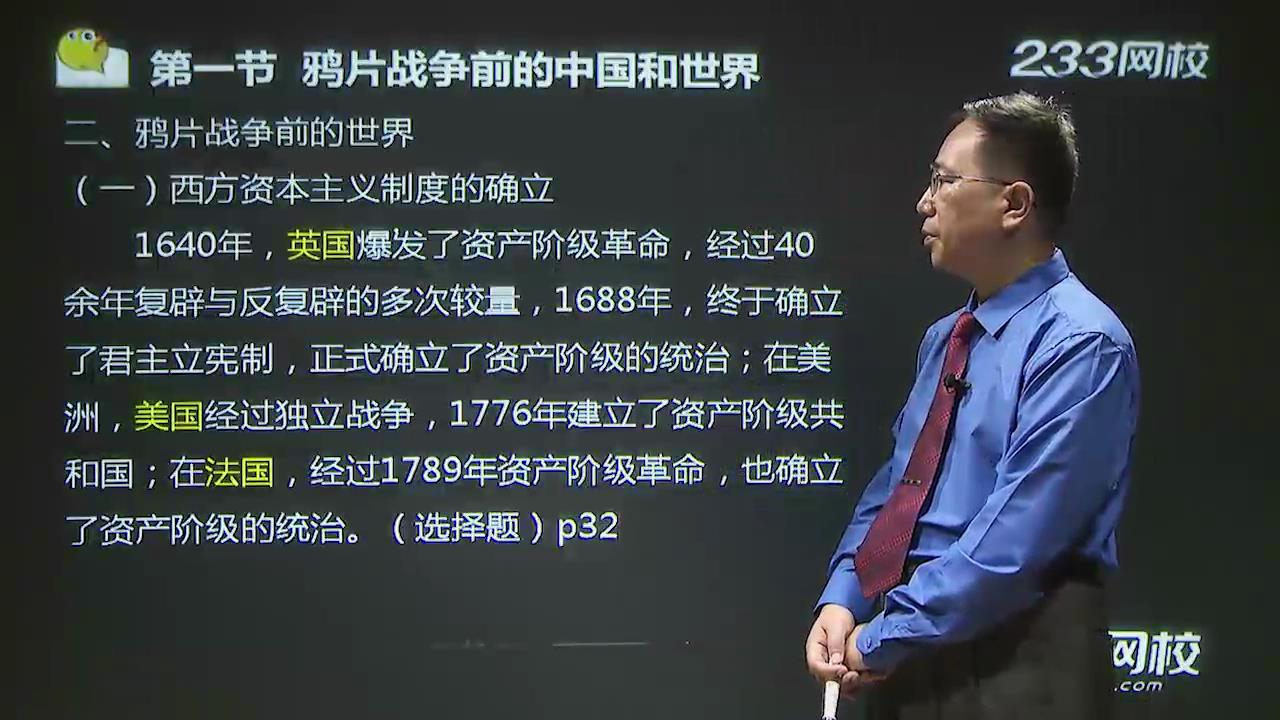 第一节 鸦片战争前的中国和世界
233网校
二、鸦片战争前的世界
（一）西方资本主义制度的确立
1640年，英国爆发了资产阶级革命，经过40
余年复辟与反复辟的多次较量，1688年，终于确立
了君主立宪制，正式确立了资产阶级的统治；在美
洲，美国经过独立战争，1776年建立了资产阶级共
和国；在法国，经过1789年资产阶级革命，也确立
了资产阶级的统治。（选择题）p32
网校
.com